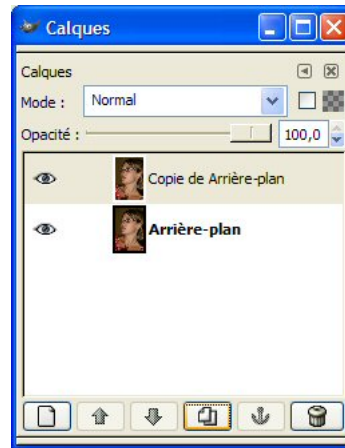 Calques
Calques
Mode : Normal
Opacité : 100,0
Copie de Arrière-plan
Arrière-plan